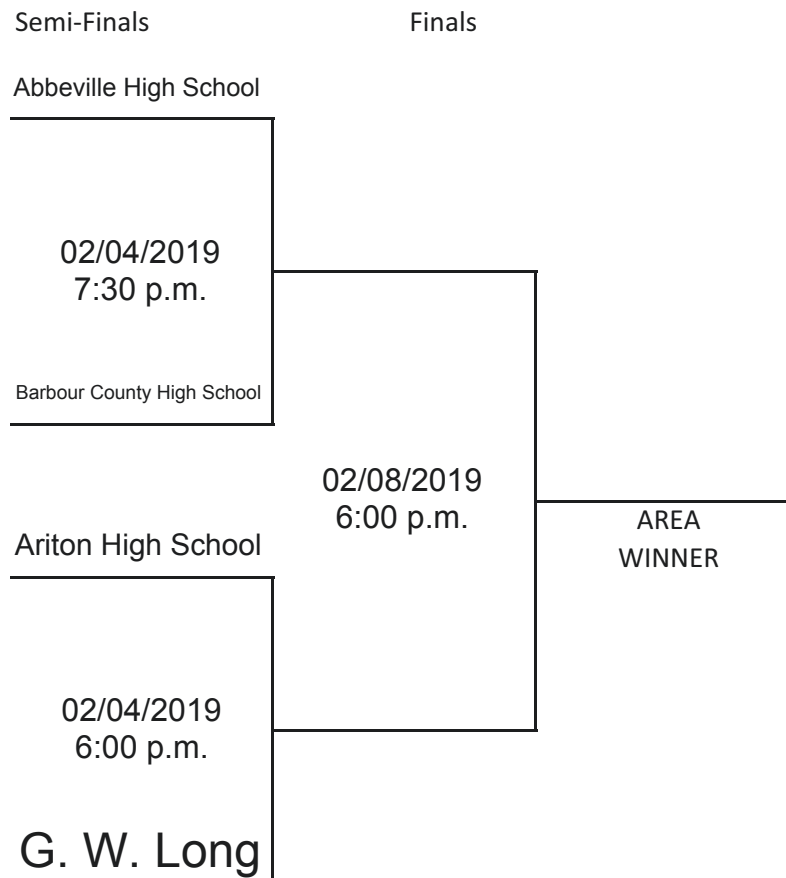 Semi-Finals
Finals
Abbeville High School
02/04/2019
7:30 p.m.
Barbour County High School
02/08/2019
6:00 p.m.
AREA
WINNER
Ariton High School
02/04/2019
6:00 p.m.
G. W. Long